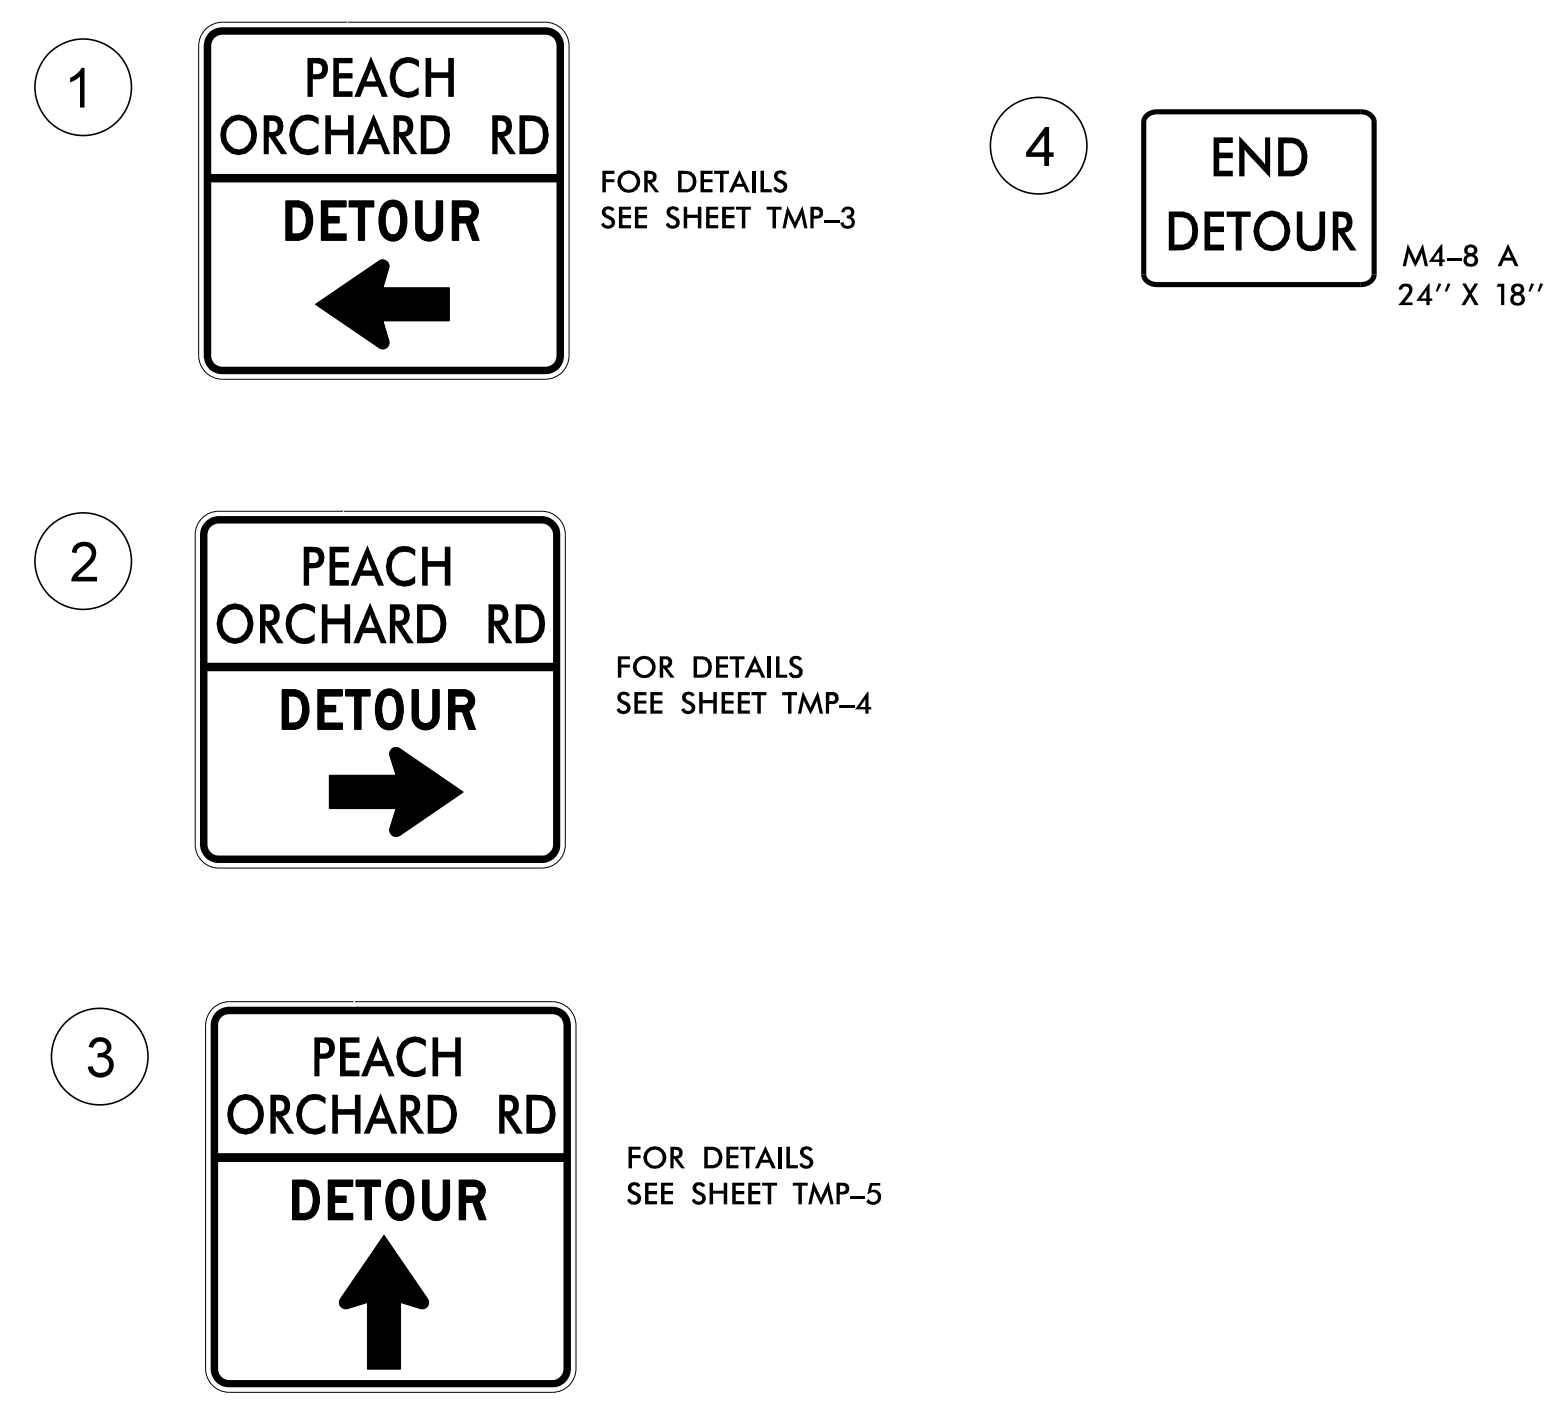 1
PEACH
ORCHARD RD
DETOUR
FOR DETAILS
SEE SHEET TMP–3
2
PEACH
ORCHARD RD
DETOUR
FOR DETAILS
SEE SHEET TMP–4
3
PEACH
ORCHARD RD
DETOUR
FOR DETAILS
SEE SHEET TMP–5
4
END
DETOUR
M4–8 A
24’’ X 18’’